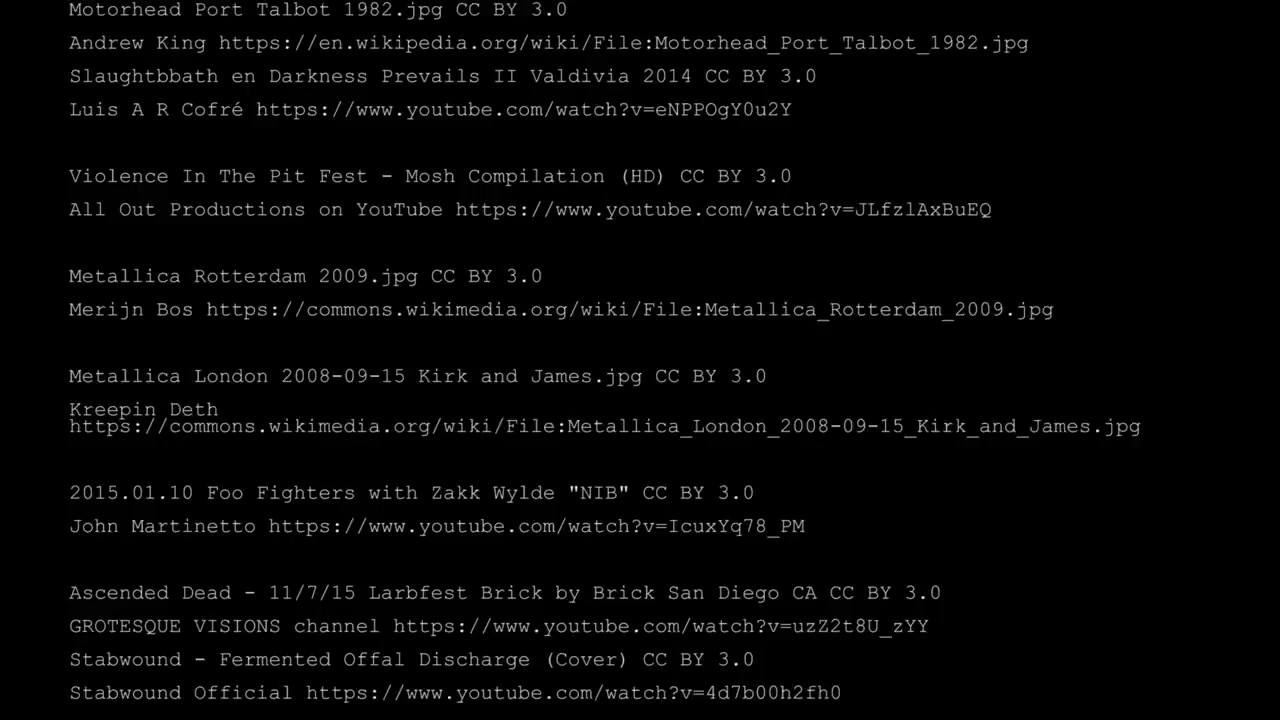 Motorhead Port Talbot 1982.jpg CC BY 3.0
Andrew King https://en.wikipedia.org/wiki/File:Motorhead_Port_Talbot_1982.jpg
Slaughtbbath en Darkness Prevails II Valdivia 2014 CC BY 3.0
Luis A R Cofré https://www.youtube.com/watch?v=eNPPOgY0u2Y
Violence In The Pit Fest - Mosh Compilation (HD) CC BY 3.0
All Out Productions on YouTube https://www.youtube.com/watch?v=JLfzlAxBuEQ
Metallica Rotterdam 2009.jpg CC BY 3.0
Merijn Bos https://commons.wikimedia.org/wiki/File:Metallica_Rotterdam_2009.jpg
Metallica London 2008-09-15 Kirk and James.jpg CC BY 3.0
Kreepin Deth
https://commons.wikimedia.org/wiki/File:Metallica_London_2008-09-15_Kirk_and_James.jpg
2015.01.10 Foo Fighters with Zakk Wylde "NIB" CC BY 3.0
John Martinetto https://www.youtube.com/watch?v=IcuxYq78_PM
Ascended Dead - 11/7/15 Larbfest Brick by Brick San Diego CA CC BY 3.0
GROTESQUE VISIONS channel https://www.youtube.com/watch?v=uzZ2t8U_zYY
Stabwound - Fermented Offal Discharge (Cover) CC BY 3.0
Stabwound Official https://www.youtube.com/watch?v=4d7b00h2fh0